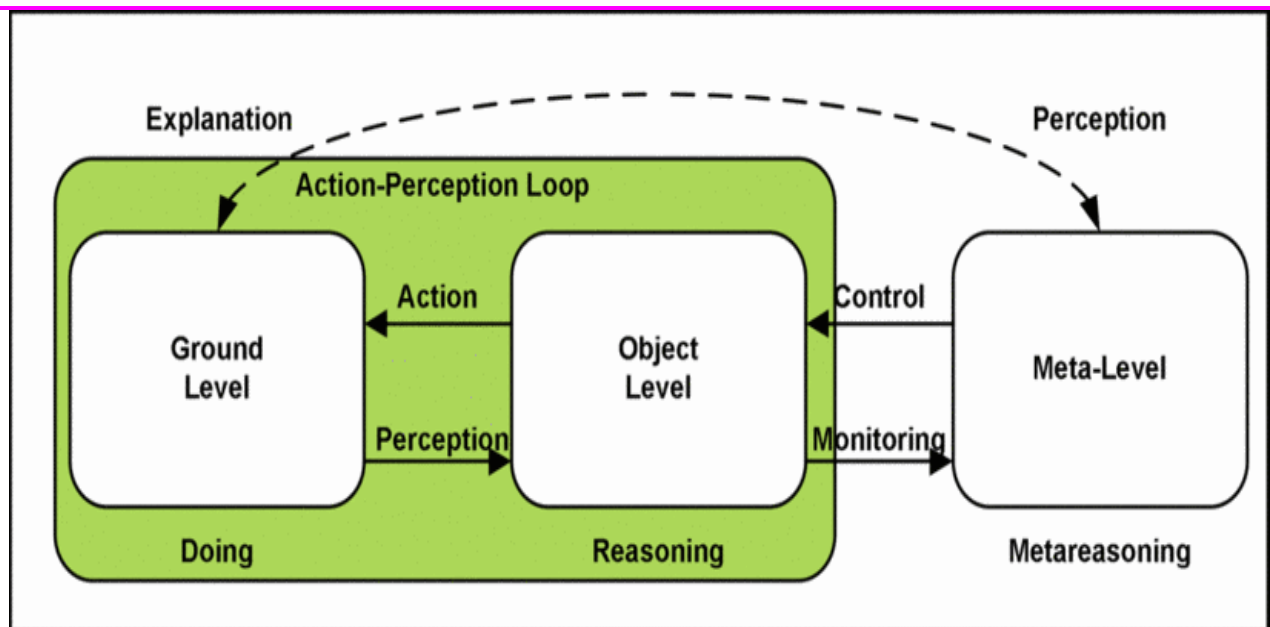 Explanation
Perception
Action-Perception Loop
Action
Control
Ground
Level
Object
Level
Meta-Level
Perception
Monitoring
Doing
Reasoning
Metareasoning